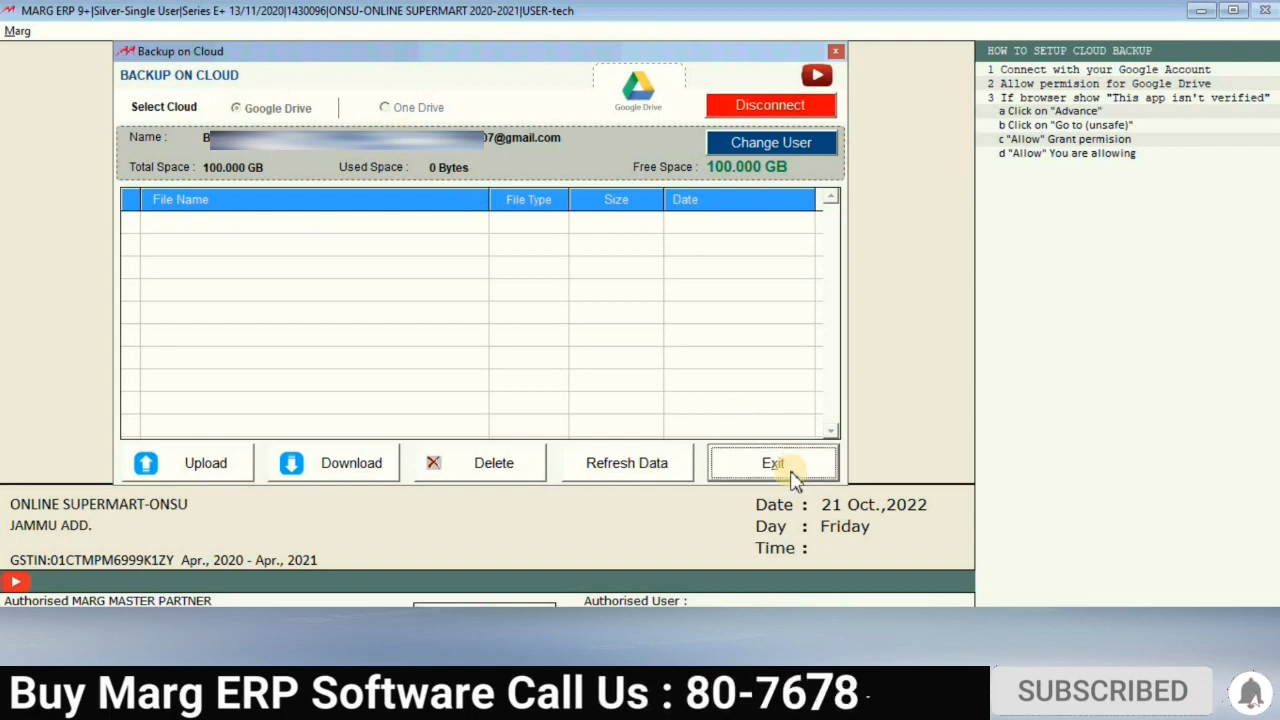 MARG ERP 9+|Silver-Single User|Series E+ 13/11/2020|1430096|ONSU-ONLINE SUPERMART 2020-2021|USER-tech
Marg
Backup on Cloud
BACKUP ON CLOUD
Select Cloud Google Drive One Drive
Google Drive
Disconnect
Name : B 07@gmail.com
Change User
Total Space : 100.000 GB Used Space : 0 Bytes Free Space : 100.000 GB
File Name File Type Size Date
Upload Download Delete Refresh Data Exit
HOW TO SETUP CLOUD BACKUP
1 Connect with your Google Account
2 Allow permision for Google Drive
3 If browser show "This app isn't verified"
a Click on "Advance"
b Click on "Go to (unsafe)"
c "Allow" Grant permision
d "Allow" You are allowing
ONLINE SUPERMART-ONSU
JAMMU ADD.
GSTIN:01CTMPM6999K1ZY Apr., 2020 - Apr., 2021
Date : 21 Oct.,2022
Day : Friday
Time :
Authorised MARG MASTER PARTNER Authorised User :
Buy Marg ERP Software Call Us : 80-7678
SUBSCRIBED